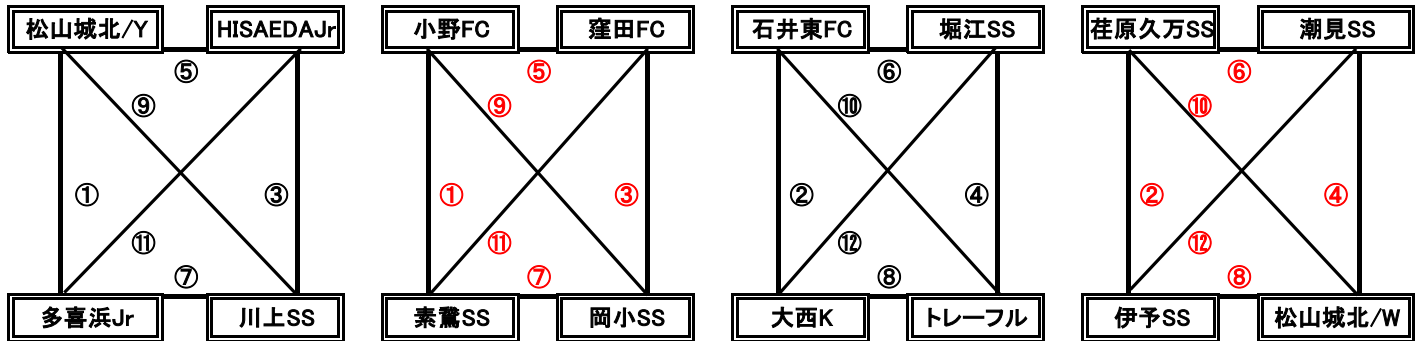 松山城北/Y HISAEDAJr 小野FC 窪田FC 石井東FC 堀江SS 荏原久万SS 潮見SS
⑤ ⑤ ⑥ ⑥
⑨ ⑨ ⑩ ⑩
① ③ ① ③ ② ④ ② ④
⑪ ⑪ ⑫ ⑫
⑦ ⑦ ⑧ ⑧
多喜浜Jr 川上SS 素鵞SS 岡小SS 大西K トレーフル 伊予SS 松山城北/W